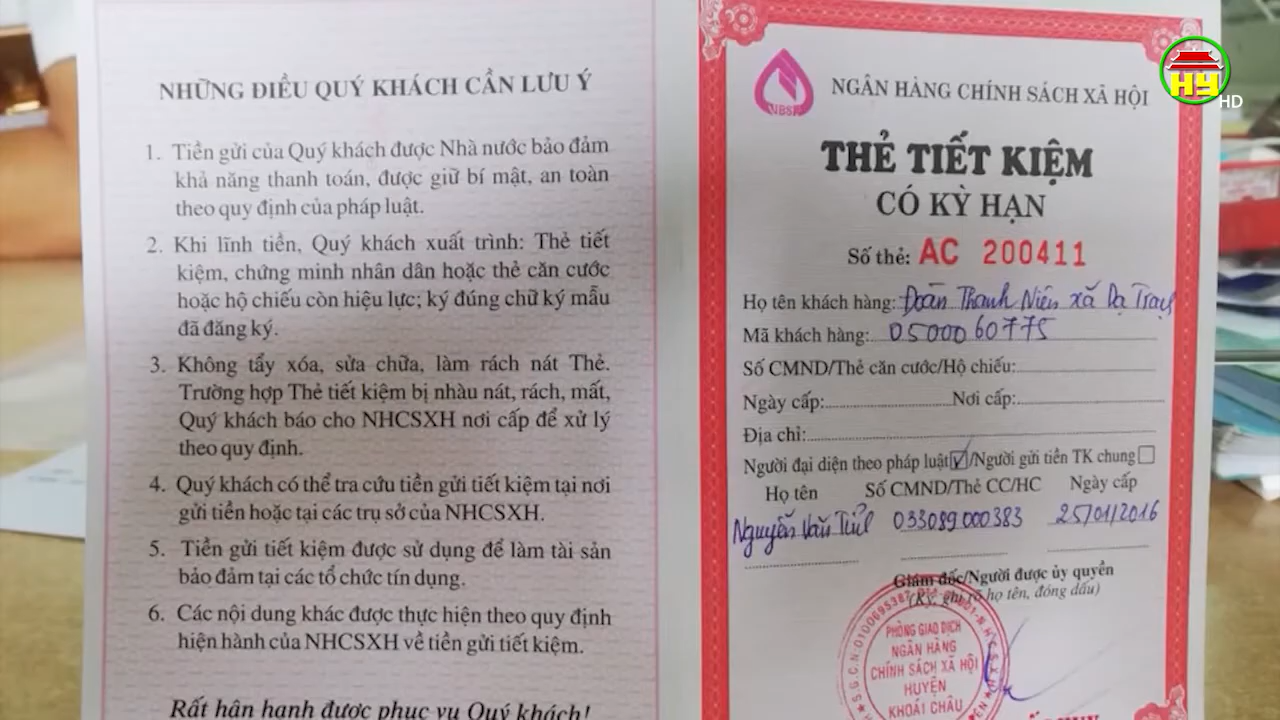 NHỮNG ĐIỀU QUÝ KHÁCH CẦN LƯU Ý
1. Tiền gửi của Quý khách được Nhà nước bảo đảm
khả năng thanh toán, được giữ bí mật, an toàn
theo quy định của pháp luật.
2. Khi lĩnh tiền, Quý khách xuất trình: Thẻ tiết
kiệm, chứng minh nhân dân hoặc thẻ căn cước
hoặc hộ chiếu còn hiệu lực; ký đúng chữ ký mẫu
đã đăng ký.
3. Không tẩy xóa, sửa chữa, làm rách nát Thẻ.
Trường hợp Thẻ tiết kiệm bị nhàu nát, rách, mất,
Quý khách báo cho NHCSXH nơi cấp để xử lý
theo quy định.
4. Quý khách có thể tra cứu tiền gửi tiết kiệm tại nơi
gửi tiền hoặc tại các trụ sở của NHCSXH.
5. Tiền gửi tiết kiệm được sử dụng để làm tài sản
bảo đảm tại các tổ chức tín dụng.
6. Các nội dung khác được thực hiện theo quy định
hiện hành của NHCSXH về tiền gửi tiết kiệm.
Rất hân hạnh được phục vụ Quý khách!
VBSP
NGÂN HÀNG CHÍNH SÁCH XÃ HỘI
THẺ TIẾT KIỆM
CÓ KỲ HẠN
Số thẻ: AC 200411
Họ tên khách hàng: Đoàn Thanh Niên xã Dạ Trạch
Mã khách hàng: 0500060775
Số CMND/Thẻ căn cước/Hộ chiếu:
Ngày cấp: Nơi cấp:
Địa chỉ:
Người đại diện theo pháp luật /Người gửi tiền TK chung
Họ tên Số CMND/Thẻ CC/HC Ngày cấp
Nguyễn Văn 033089000383 25/01/2016
Giám đốc/Người được ủy quyền
(Ký, ghi rõ họ tên, đóng dấu)
PHÒNG GIAO DỊCH
NGÂN HÀNG
CHÍNH SÁCH XÃ HỘI
HUYỆN
KHOÁI CHÂU
HY
HD